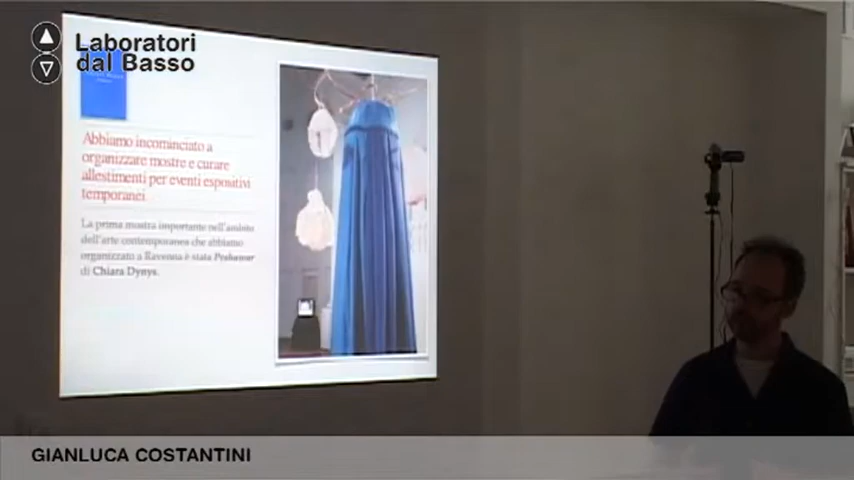 Laboratori
dal Basso
Abbiamo incominciato a
organizzare mostre e curare
allestimenti per eventi espositivi
temporanei.
La prima mostra importante nell'ambito
dell'arte contemporanea che abbiamo
organizzato a Ravenna è stata
di Chiara Dynys.
GIANLUCA COSTANTINI